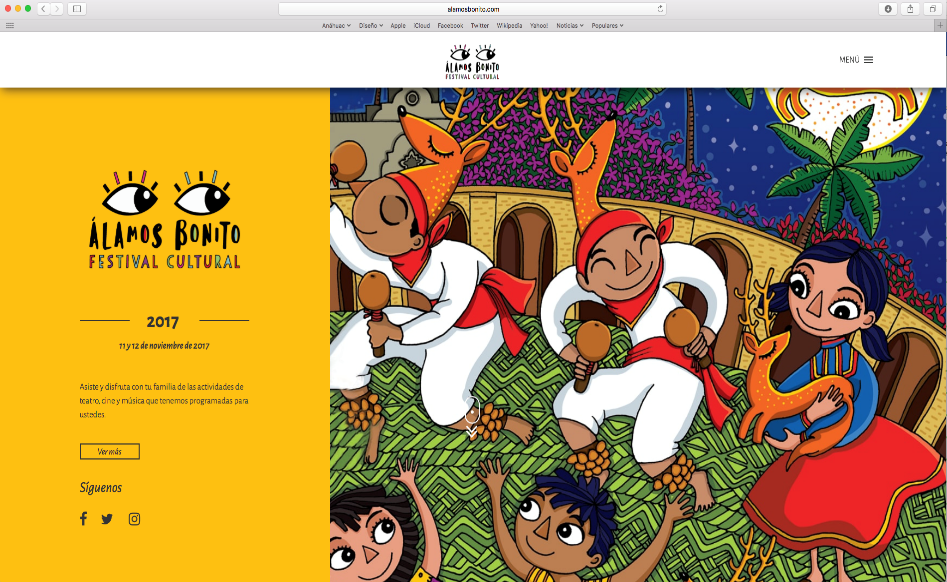 alamosbonito.com
Anáhuac Diseño Apple iCloud Facebook Twitter Wikipedia Yahoo! Noticias Populares
ÁLAMOS BONITO
FESTIVAL CULTURAL
MENÚ
ÁLAMOS BONITO
FESTIVAL CULTURAL
2017
11 y 12 de noviembre de 2017
Asiste y disfruta con tu familia de las actividades de
teatro, cine y música que tenemos programadas para
ustedes.
Ver más
Síguenos